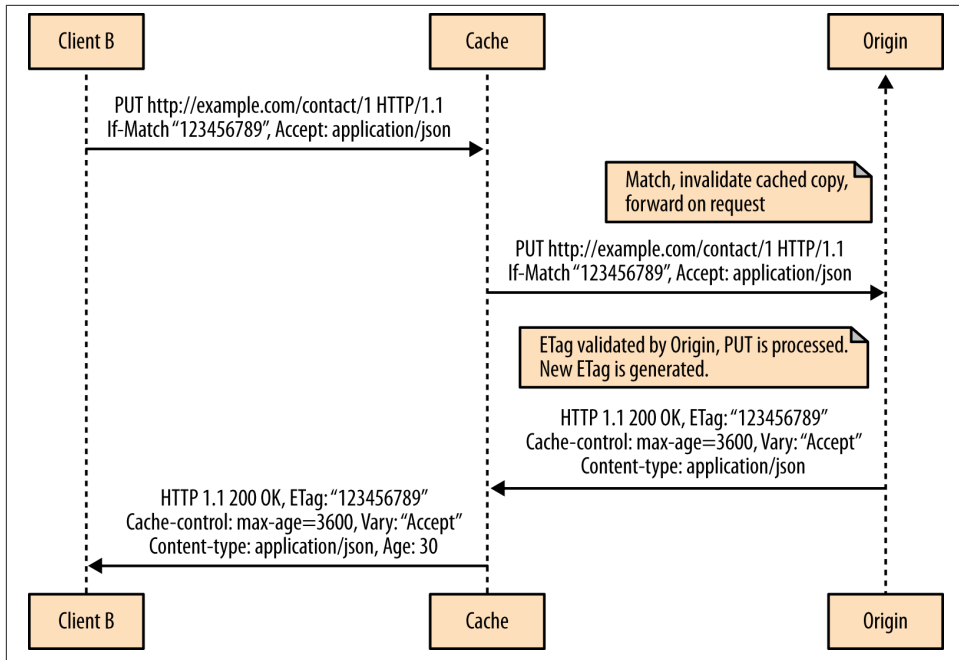 Client B
Cache
Origin
PUT http://example.com/contact/1 HTTP/1.1
If-Match “123456789”, Accept: application/json
Match, invalidate cached copy,
forward on request
PUT http://example.com/contact/1 HTTP/1.1
If-Match “123456789”, Accept: application/json
ETag validated by Origin, PUT is processed.
New ETag is generated.
HTTP 1.1 200 OK, ETag: “123456789”
Cache-control: max-age=3600, Vary: “Accept”
Content-type: application/json
HTTP 1.1 200 OK, ETag: “123456789”
Cache-control: max-age=3600, Vary: “Accept”
Content-type: application/json, Age: 30
Client B
Cache
Origin